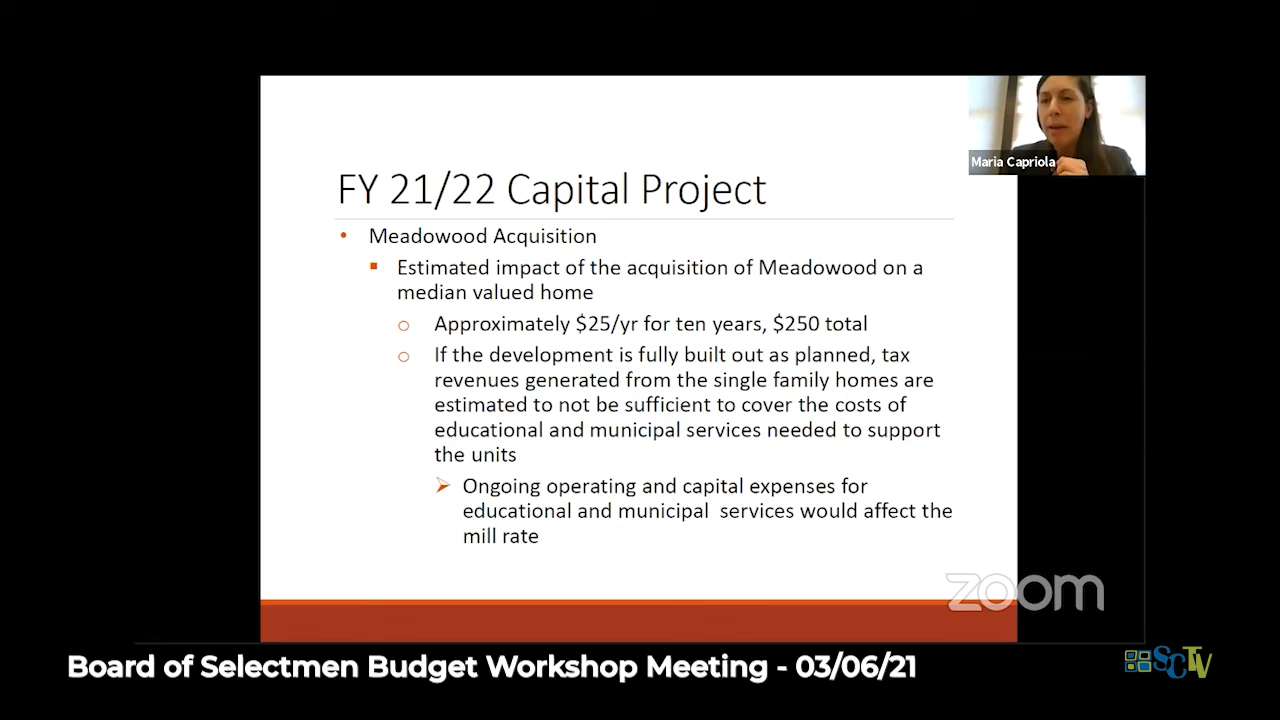 Maria Capriola
FY 21/22 Capital Project
• Meadowood Acquisition
▪ Estimated impact of the acquisition of Meadowood on a
median valued home
o Approximately $25/yr for ten years, $250 total
o If the development is fully built out as planned, tax
revenues generated from the single family homes are
estimated to not be sufficient to cover the costs of
educational and municipal services needed to support
the units
➢ Ongoing operating and capital expenses for
educational and municipal  services would affect the
mill rate
zoom
Board of Selectmen Budget Workshop Meeting - 03/06/21
SCTV